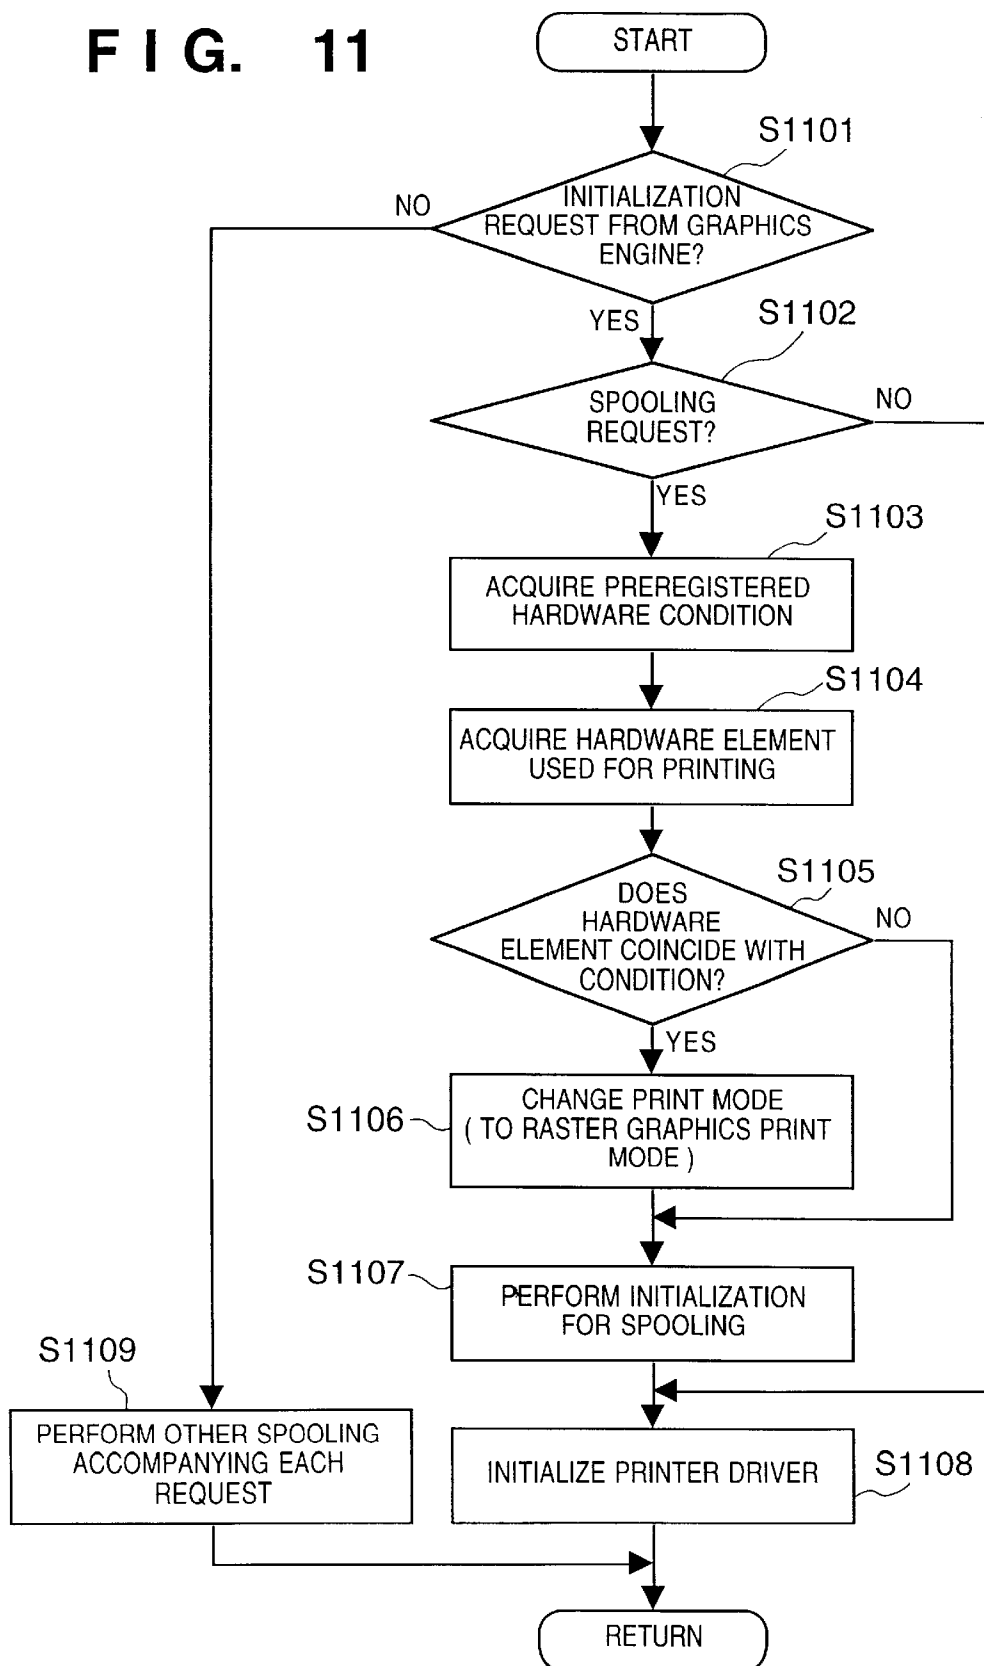 F I G. 11
START
S1101
INITIALIZATION
REQUEST FROM GRAPHICS
ENGINE?
NO
YES
S1102
SPOOLING
REQUEST?
NO
YES
S1103
ACQUIRE PREREGISTERED
HARDWARE CONDITION
S1104
ACQUIRE HARDWARE ELEMENT
USED FOR PRINTING
S1105
DOES
HARDWARE
ELEMENT COINCIDE WITH
CONDITION?
NO
YES
S1106
CHANGE PRINT MODE
( TO RASTER GRAPHICS PRINT
MODE )
S1107
PERFORM INITIALIZATION
FOR SPOOLING
S1109
PERFORM OTHER SPOOLING
ACCOMPANYING EACH
REQUEST
INITIALIZE PRINTER DRIVER
S1108
RETURN